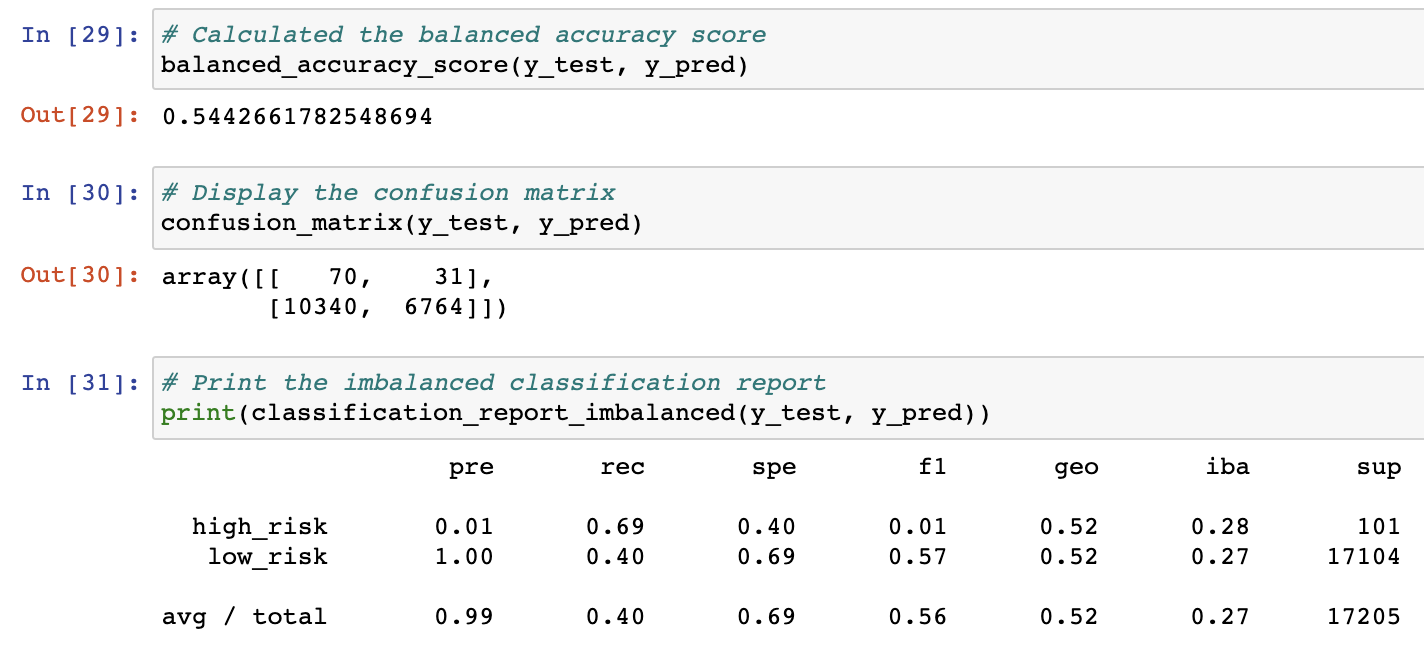 In [29]: # Calculated the balanced accuracy score
balanced_accuracy_score(y_test, y_pred)
Out[29]: 0.5442661782548694
In [30]: # Display the confusion matrix
confusion_matrix(y_test, y_pred)
Out[30]: array([[   70,    31],
       [10340,  6764]])
In [31]: # Print the imbalanced classification report
print(classification_report_imbalanced(y_test, y_pred))
pre rec spe f1 geo iba sup
high_risk 0.01 0.69 0.40 0.01 0.52 0.28 101
low_risk 1.00 0.40 0.69 0.57 0.52 0.27 17104
avg / total 0.99 0.40 0.69 0.56 0.52 0.27 17205